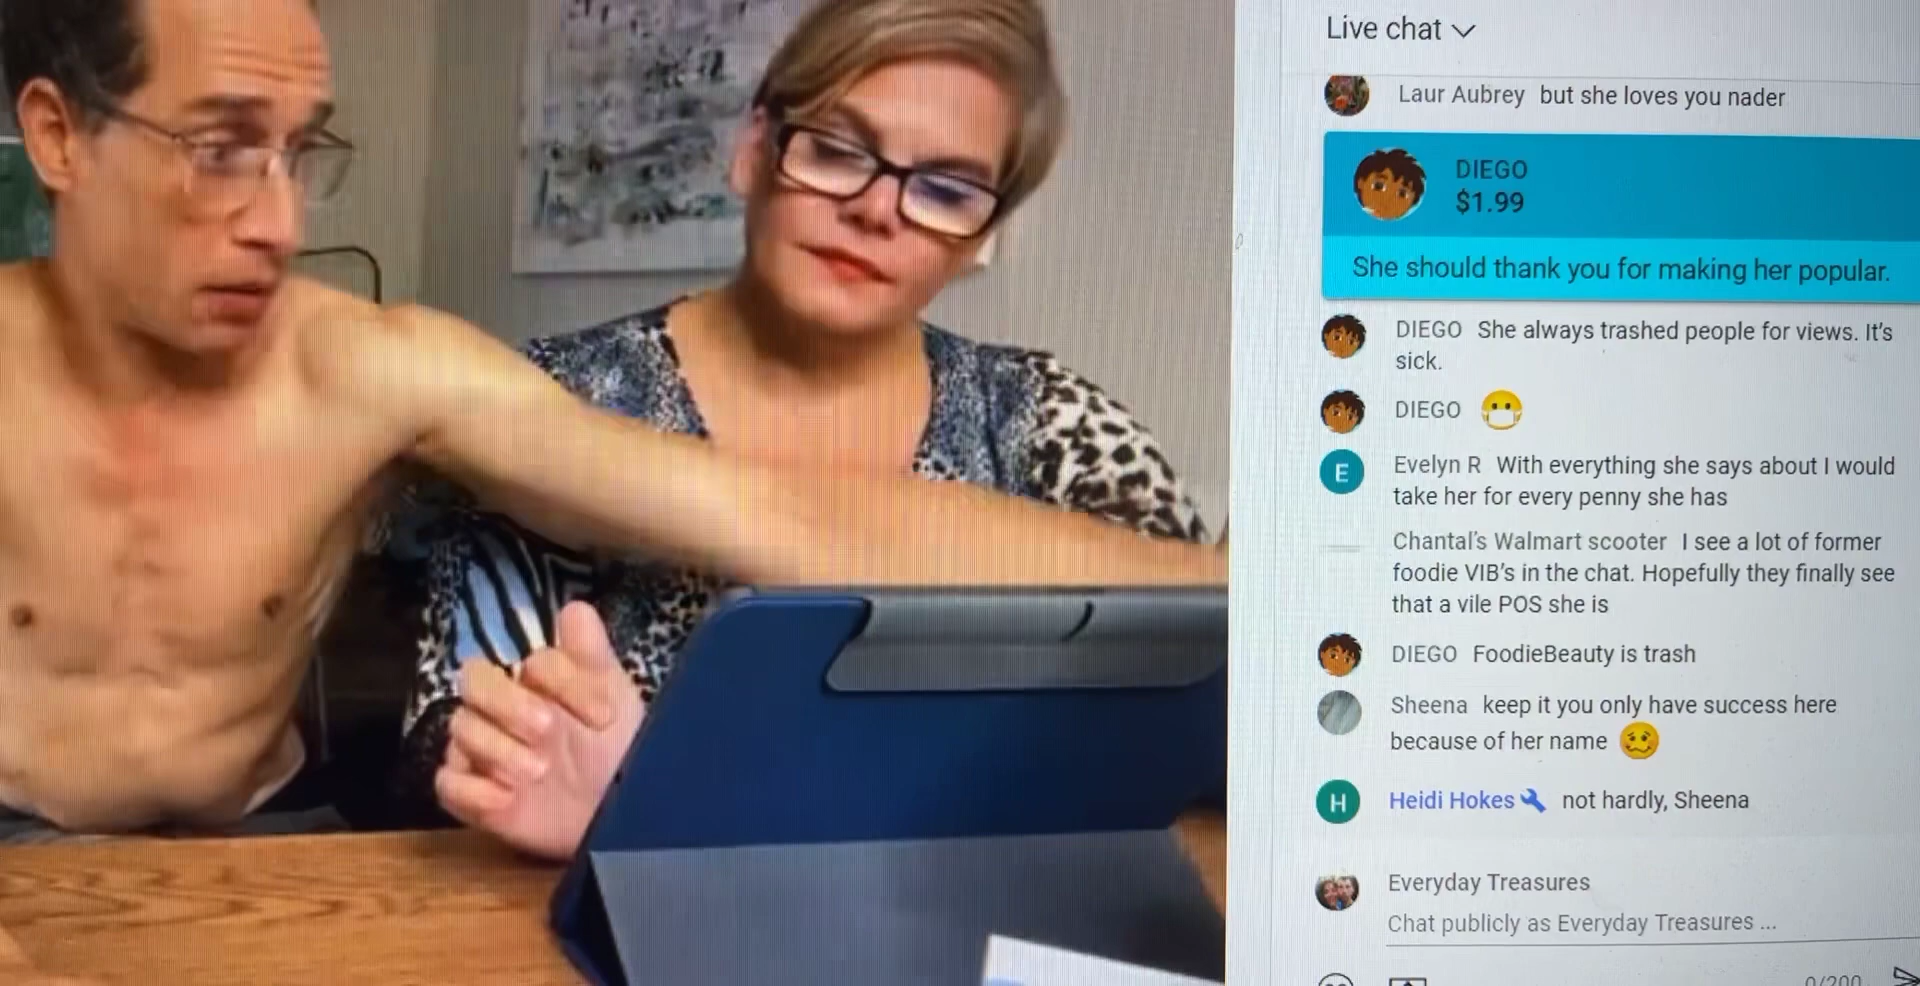 Live chat
Laur Aubrey but she loves you nader
DIEGO
$1.99
She should thank you for making her popular.
DIEGO She always trashed people for views. It's
sick.
DIEGO
Evelyn R With everything she says about I would
take her for every penny she has
Chantal's Walmart scooter I see a lot of former
foodie VIB's in the chat. Hopefully they finally see
that a vile POS she is
DIEGO FoodieBeauty is trash
Sheena keep it you only have success here
because of her name
H Heidi Hokes not hardly, Sheena
Everyday Treasures
Chat publicly as Everyday Treasures ...
0/200